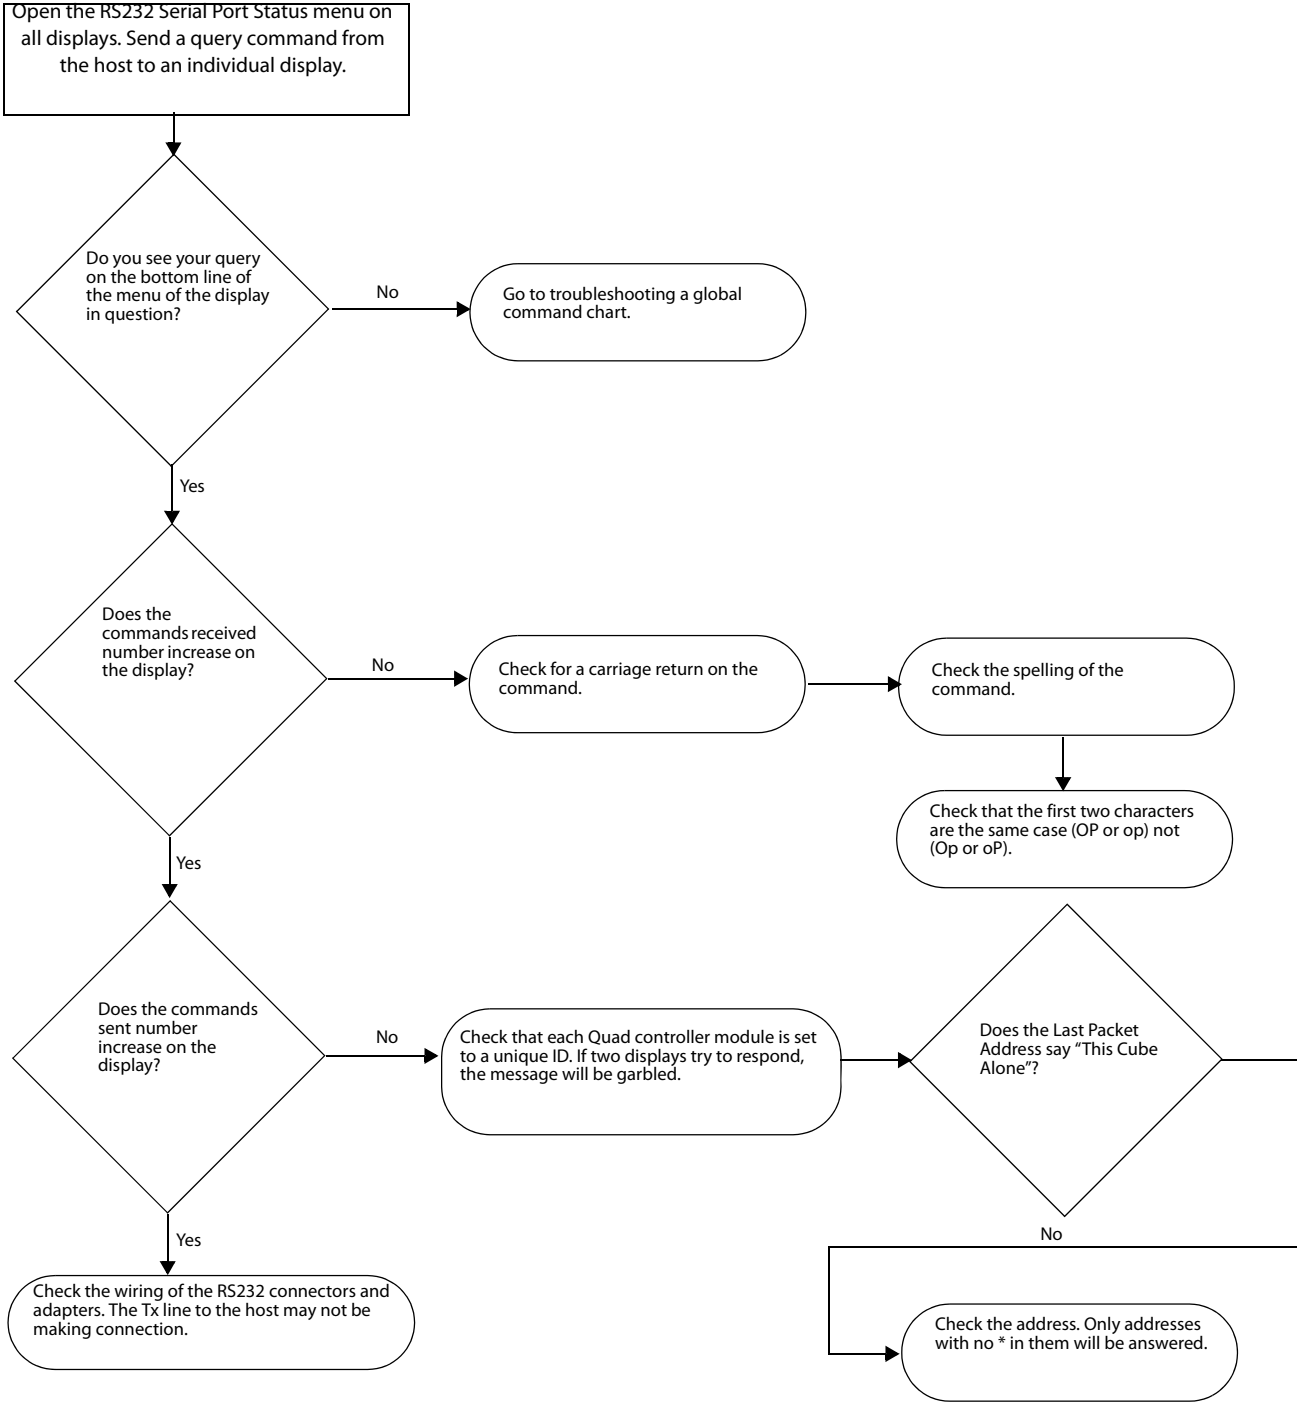 Open the RS232 Serial Port Status menu on
all displays. Send a query command from
the host to an individual display.
Do you see your query
on the bottom line of
the menu of the display
in question?
No
Go to troubleshooting a global
command chart.
Yes
Does the
commands received
number increase on
the display?
No
Check for a carriage return on the
command.
Check the spelling of the
command.
Check that the first two characters
are the same case (OP or op) not
(Op or oP).
Yes
Does the commands
sent number
increase on the
display?
No
Check that each Quad controller module is set
to a unique ID. If two displays try to respond,
the message will be garbled.
Does the Last Packet
Address say “This Cube
Alone”?
Yes
No
Check the wiring of the RS232 connectors and
adapters. The Tx line to the host may not be
making connection.
Check the address. Only addresses
with no * in them will be answered.